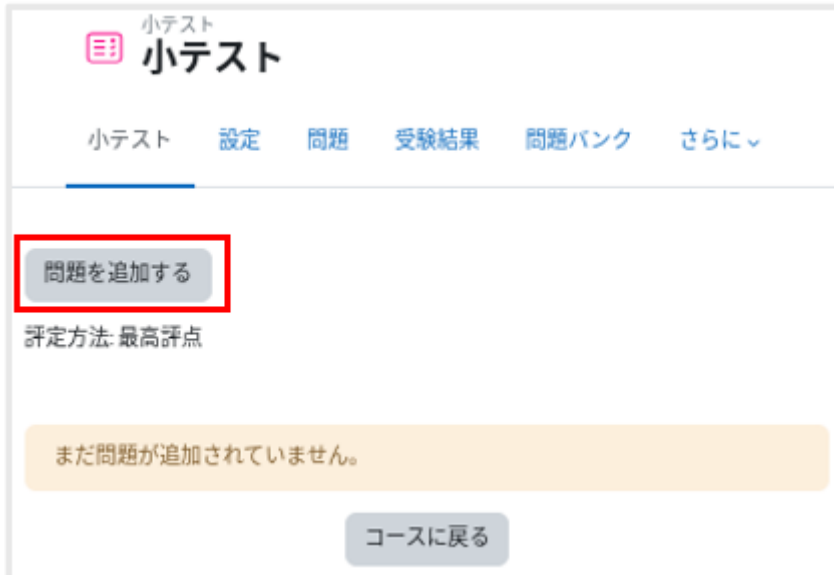 小テスト
小テスト
小テスト 設定 問題 受験結果 問題バンク さらに
問題を追加する
評定方法: 最高評点
まだ問題が追加されていません。
コースに戻る